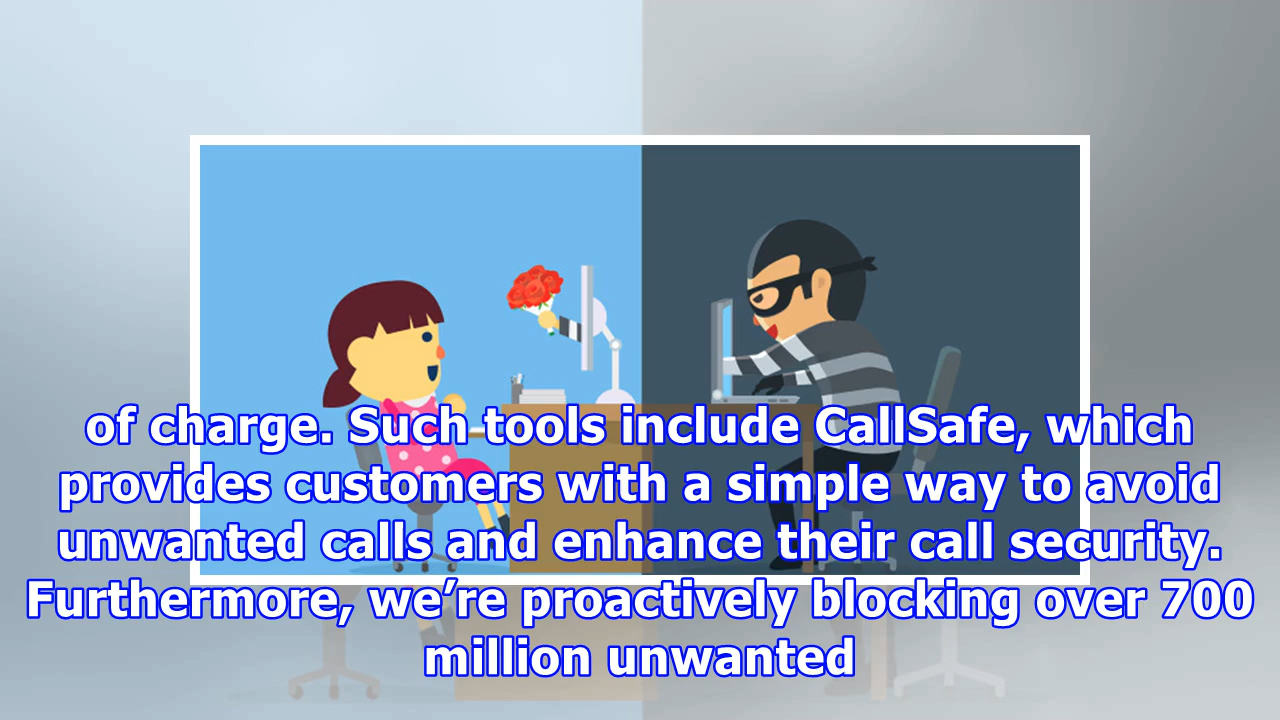 of charge. Such tools include CallSafe, which
provides customers with a simple way to avoid
unwanted calls and enhance their call security.
Furthermore, we’re proactively blocking over 700
million unwanted